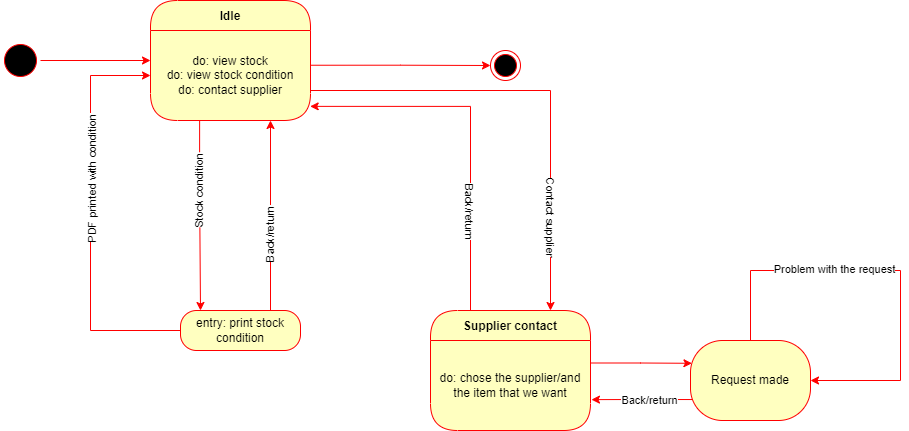 Idle
do: view stock
do: view stock condition
do: contact supplier
PDF printed with condition
Stock condition
Back/return
Back/return
Contact supplier
entry: print stock
condition
Supplier contact
do: chose the supplier/and
the item that we want
Problem with the request
Request made
Back/return